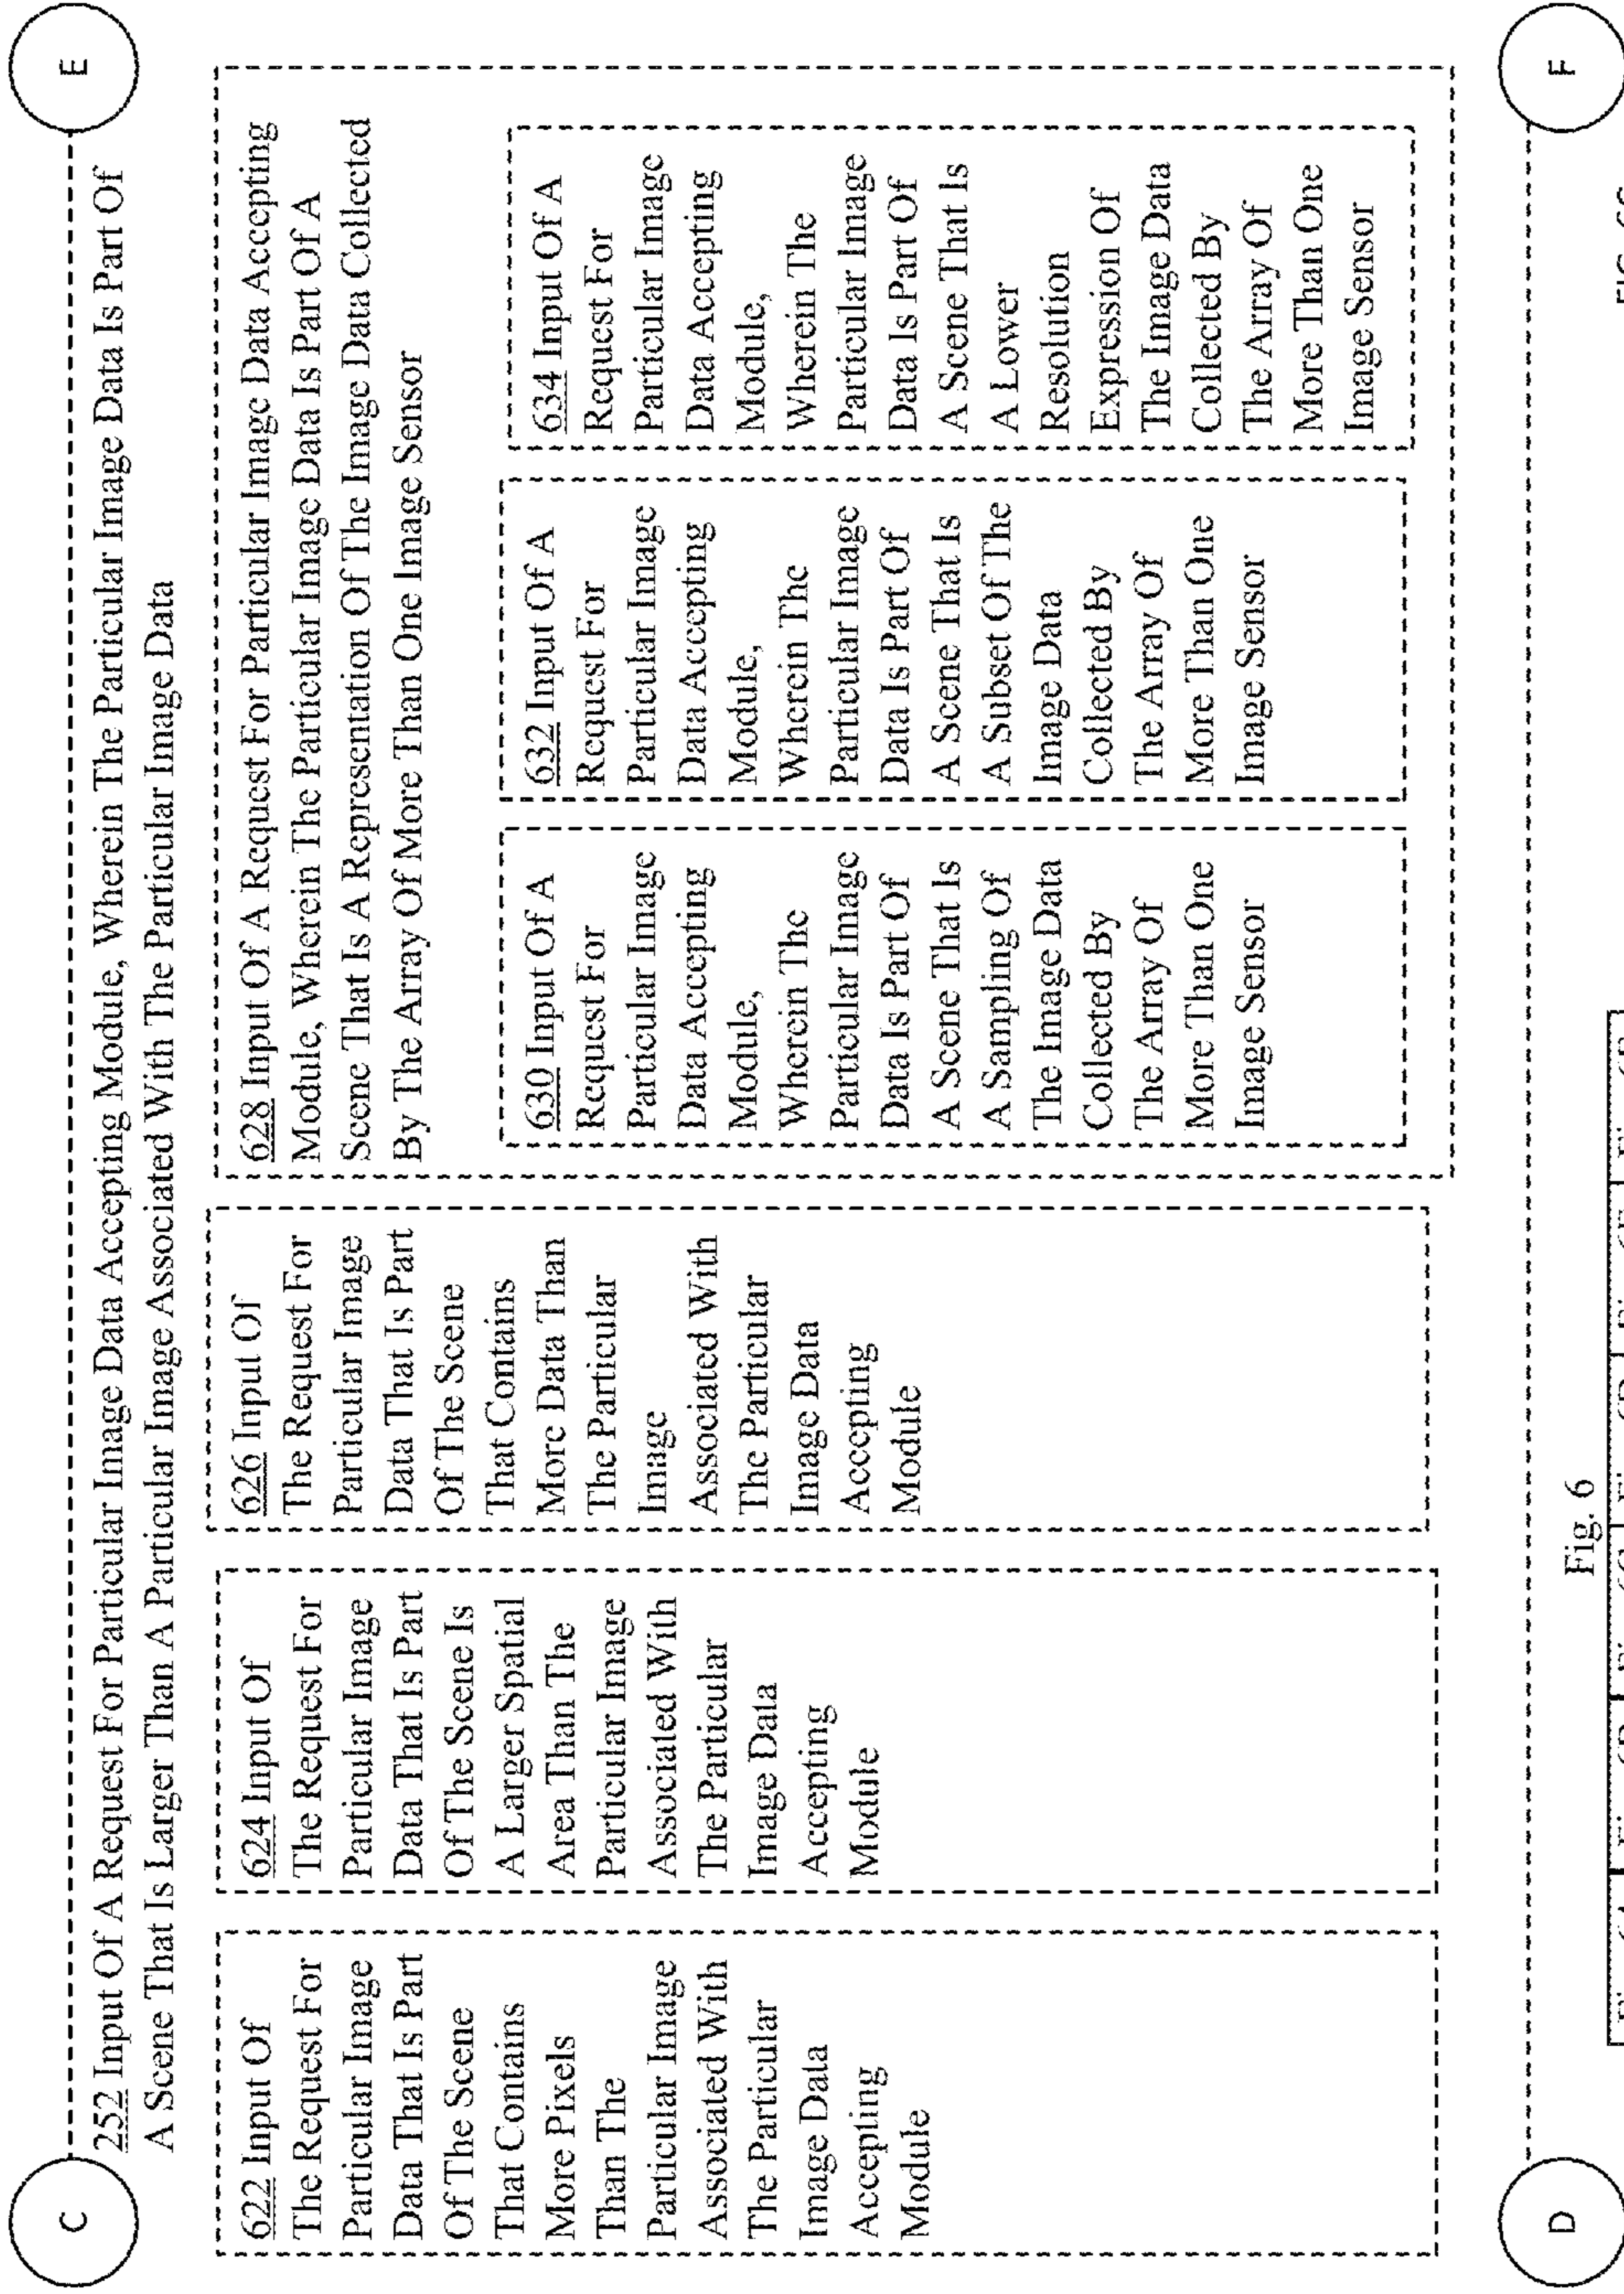 C
E
252 Input Of A Request For Particular Image Data Accepting Module, Wherein The Particular Image Data Is Part Of
A Scene That Is Larger Than A Particular Image Associated With The Particular Image Data
622 Input Of
The Request For
Particular Image
Data That Is Part
Of The Scene
That Contains
More Pixels
Than The
Particular Image
Associated With
The Particular
Image Data
Accepting
Module
624 Input Of
The Request For
Particular Image
Data That Is Part
Of The Scene Is
A Larger Spatial
Area Than The
Particular Image
Associated With
The Particular
Image Data
Accepting
Module
626 Input Of
The Request For
Particular Image
Data That Is Part
Of The Scene
That Contains
More Data Than
The Particular
Image
Associated With
The Particular
Image Data
Accepting
Module
628 Input Of A Request For Particular Image Data Accepting
Module, Wherein The Particular Image Data Is Part Of A
Scene That Is A Representation Of The Image Data Collected
By The Array Of More Than One Image Sensor
630 Input Of A
Request For
Particular Image
Data Accepting
Module,
Wherein The
Particular Image
Data Is Part Of
A Scene That Is
A Sampling Of
The Image Data
Collected By
The Array Of
More Than One
Image Sensor
632 Input Of A
Request For
Particular Image
Data Accepting
Module,
Wherein The
Particular Image
Data Is Part Of
A Scene That Is
A Subset Of The
Image Data
Collected By
The Array Of
More Than One
Image Sensor
634 Input Of A
Request For
Particular Image
Data Accepting
Module,
Wherein The
Particular Image
Data Is Part Of
A Scene That Is
A Lower
Resolution
Expression Of
The Image Data
Collected By
The Array Of
More Than One
Image Sensor
D
F
Fig. 6